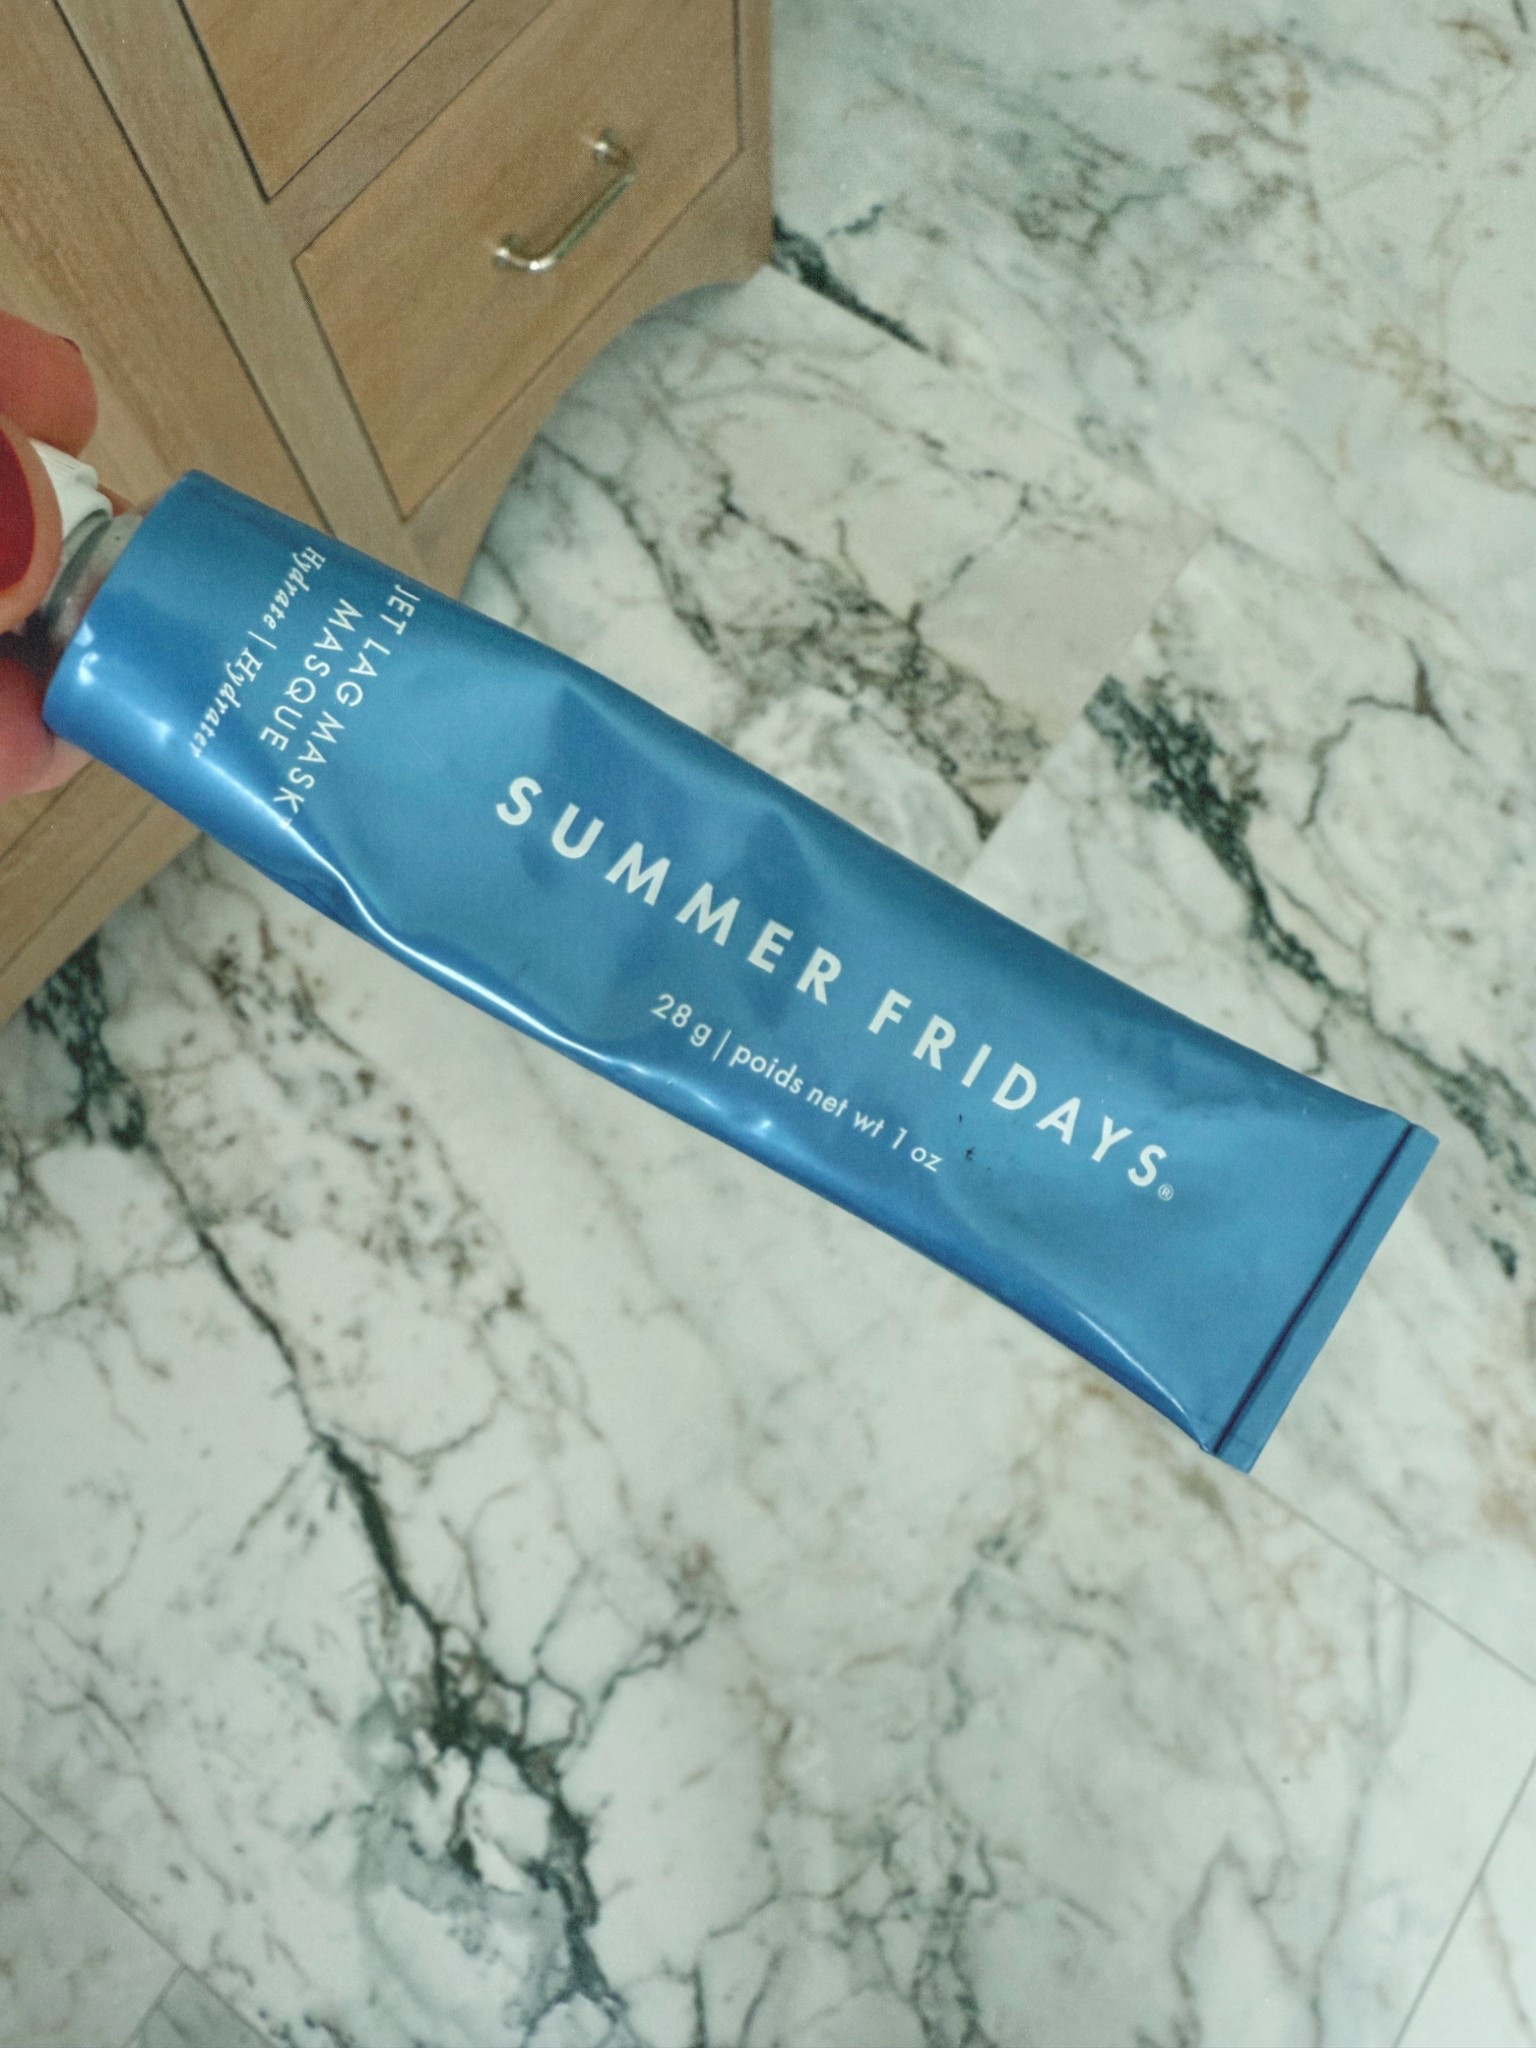 JET LAG MASK
MASQUE
Hydrate | Hydrater
SUMMER FRIDAYS®
28 g | poids net wt 1 oz